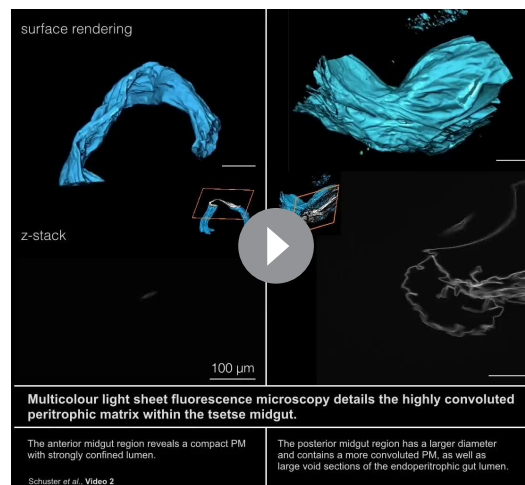 surface rendering
z-stack
100 µm
Multicolour light sheet fluorescence microscopy details the highly convoluted
peritrophic matrix within the tsetse midgut.
The anterior midgut region reveals a compact PM
with strongly confined lumen.
Schuster et al., Video 2
The posterior midgut region has a larger diameter
and contains a more convoluted PM, as well as
large void sections of the endoperitrophic gut lumen.